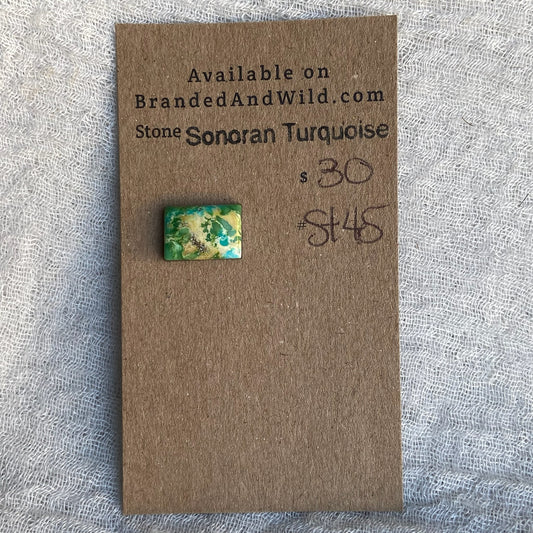 Available on
BrandedAndWild.com
Stone Sonoran Turquoise
$ 30
#St45